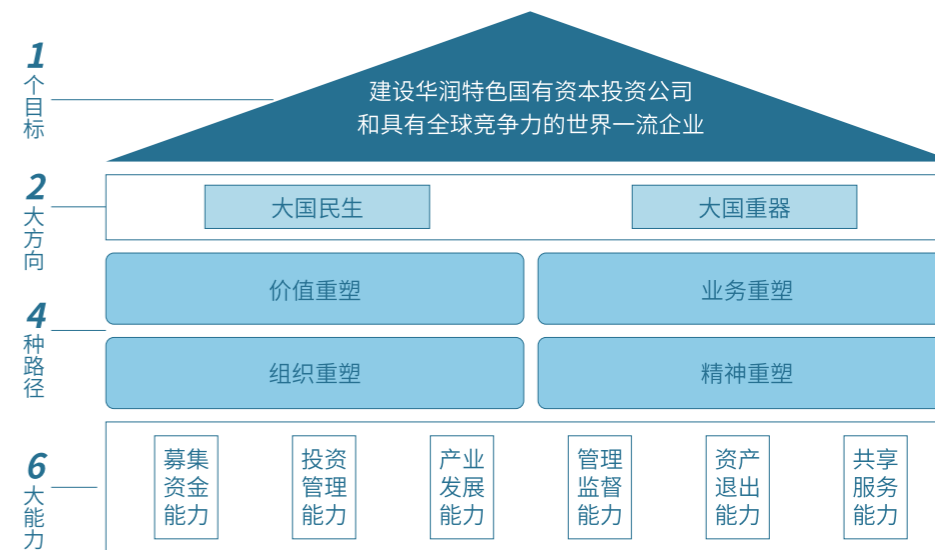 1
个目标
建设华润特色国有资本投资公司
和具有全球竞争力的世界一流企业
2
大方向
大国民生
大国重器
4
种路径
价值重塑
业务重塑
组织重塑
精神重塑
6
大能力
募集
资金
能力
投资
管理
能力
产业
发展
能力
管理
监督
能力
资产
退出
能力
共享
服务
能力